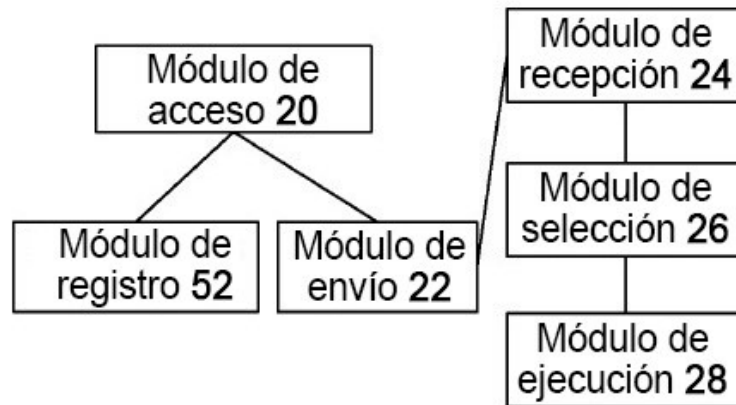 Módulo de
acceso 20
Módulo de
registro 52
Módulo de
envío 22
Módulo de
recepción 24
Módulo de
selección 26
Módulo de
ejecución 28